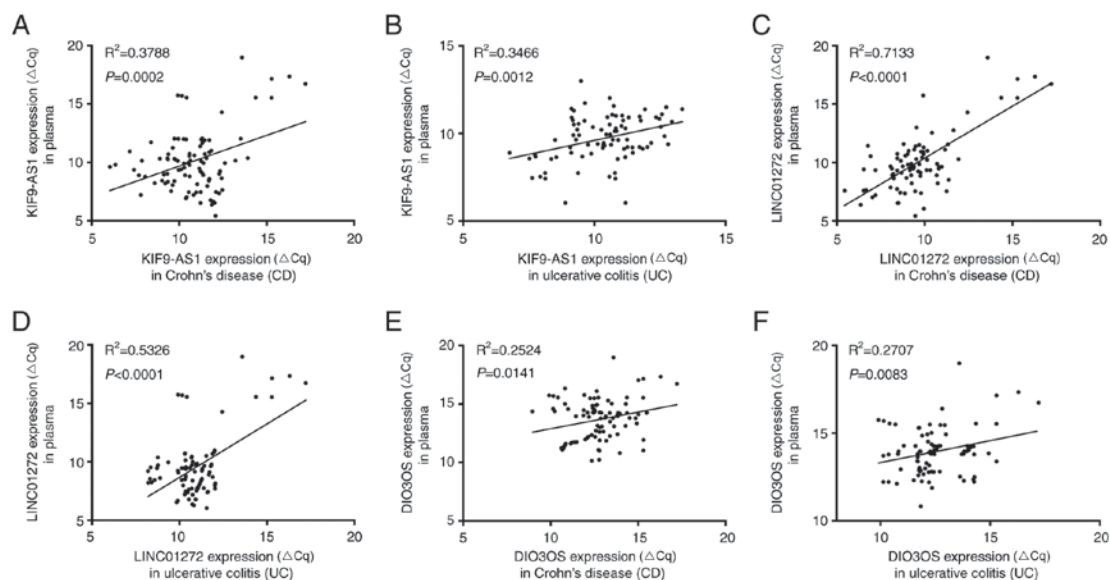 A
R²=0.3788
P=0.0002
KIF9-AS1 expression (△Cq)
in plasma
20
15
10
5
5
10
15
20
KIF9-AS1 expression (△Cq)
in Crohn's disease (CD)
B
R²=0.3466
P=0.0012
KIF9-AS1 expression (△Cq)
in plasma
15
10
5
5
10
15
KIF9-AS1 expression (△Cq)
in ulcerative colitis (UC)
C
R²=0.7133
P<0.0001
LINC01272 expression (△Cq)
in plasma
20
15
10
5
5
10
15
20
LINC01272 expression (△Cq)
in Crohn's disease (CD)
D
R²=0.5326
P<0.0001
LINC01272 expression (△Cq)
in plasma
20
15
10
5
5
10
15
20
LINC01272 expression (△Cq)
in ulcerative colitis (UC)
E
R²=0.2524
P=0.0141
DIO3OS expression (△Cq)
in plasma
20
15
10
5
5
10
15
20
DIO3OS expression (△Cq)
in Crohn's disease (CD)
F
R²=0.2707
P=0.0083
DIO3OS expression (△Cq)
in plasma
20
15
10
10
15
20
DIO3OS expression (△Cq)
in ulcerative colitis (UC)